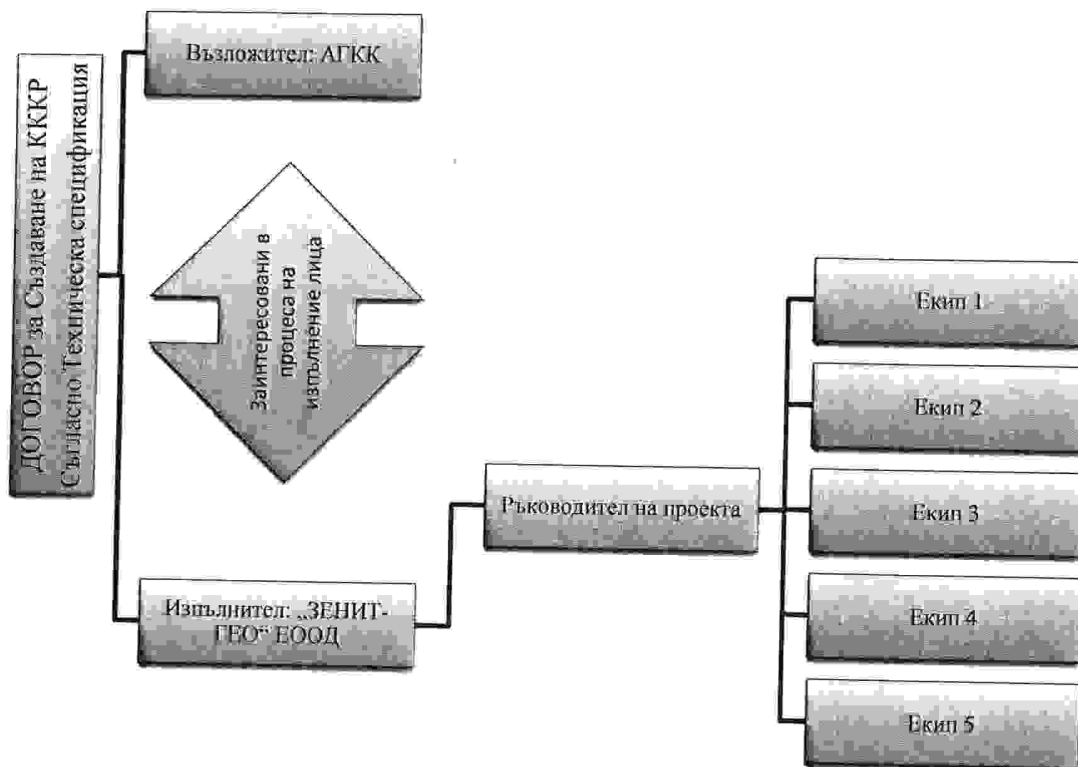 ДОГОВОР за Създаване на КККР
Съгласно Техническа спецификация
Възложител: АГКК
Заинтересовани в
процеса на
изпълнение лица
Изпълнител: „ЗЕНИТ-
ГЕО“ ЕООД
Ръководител на проекта
Екип 1
Екип 2
Екип 3
Екип 4
Екип 5